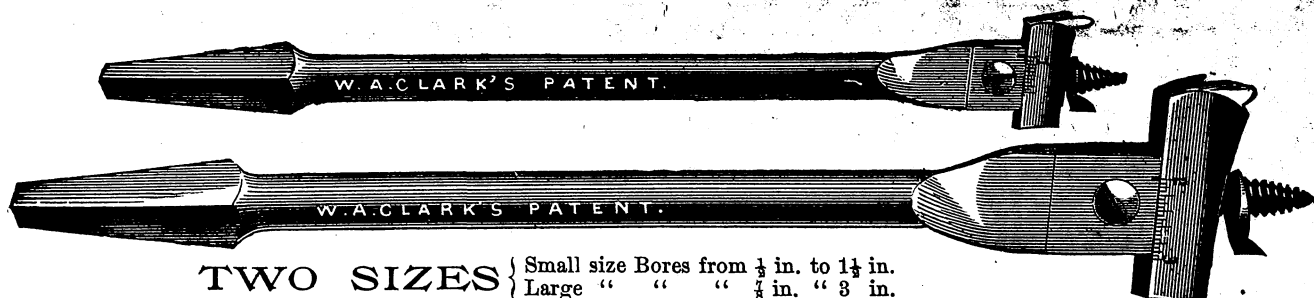 W. A. CLARK'S PATENT.
W. A. CLARK'S PATENT.
TWO SIZES { Small size Bores from ½ in. to 1½ in.
Large “ “ “ ⅞ in. “ 3 in.